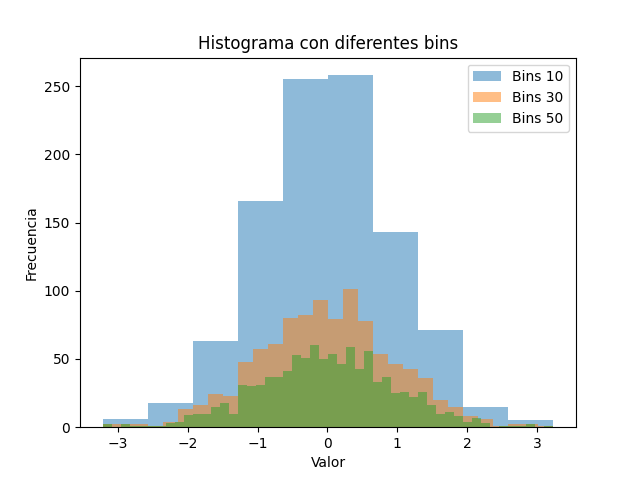 Histograma con diferentes bins
Bins 10
Bins 30
Bins 50
Frecuencia
250
200
150
100
50
0
−3
−2
−1
0
1
2
3
Valor